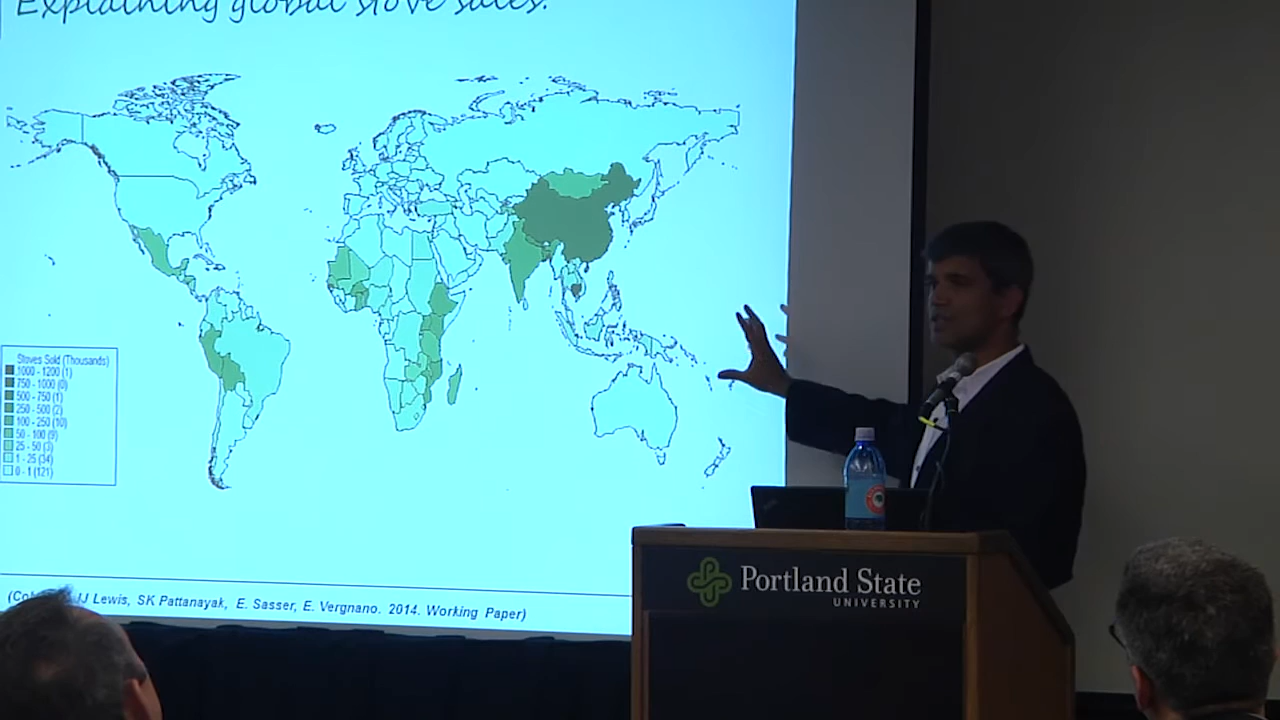 Explaining global stove sales.
Stoves Sold (Thousands)
1000 - 1200 (1)
750 - 1000 (0)
500 - 750 (1)
250 - 500 (2)
100 - 250 (10)
50 - 100 (9)
25 - 50 (3)
1 - 25 (34)
0 - 1 (121)
JJ Lewis, SK Pattanayak, E. Sasser, E. Vergnano. 2014. Working Paper)
Portland State
UNIVERSITY